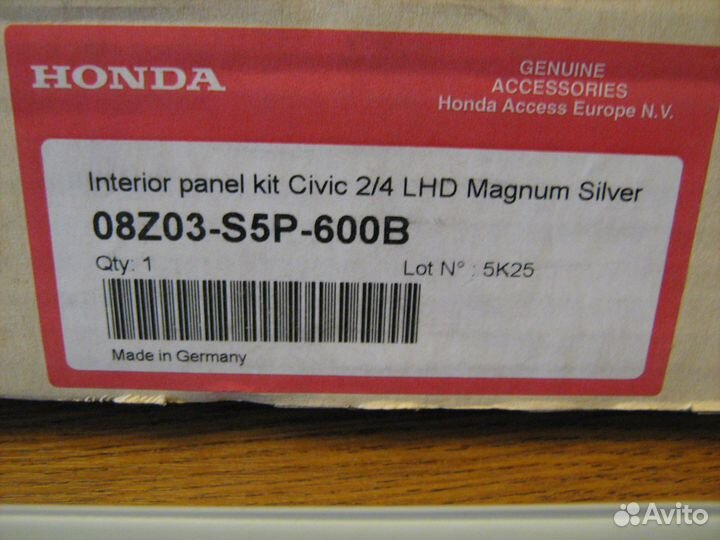 HONDA
GENUINE
ACCESSORIES
Honda Access Europe N.V.
Interior panel kit Civic 2/4 LHD Magnum Silver
08Z03-S5P-600B
Qty: 1
Lot N° : 5K25
Made in Germany
Avito